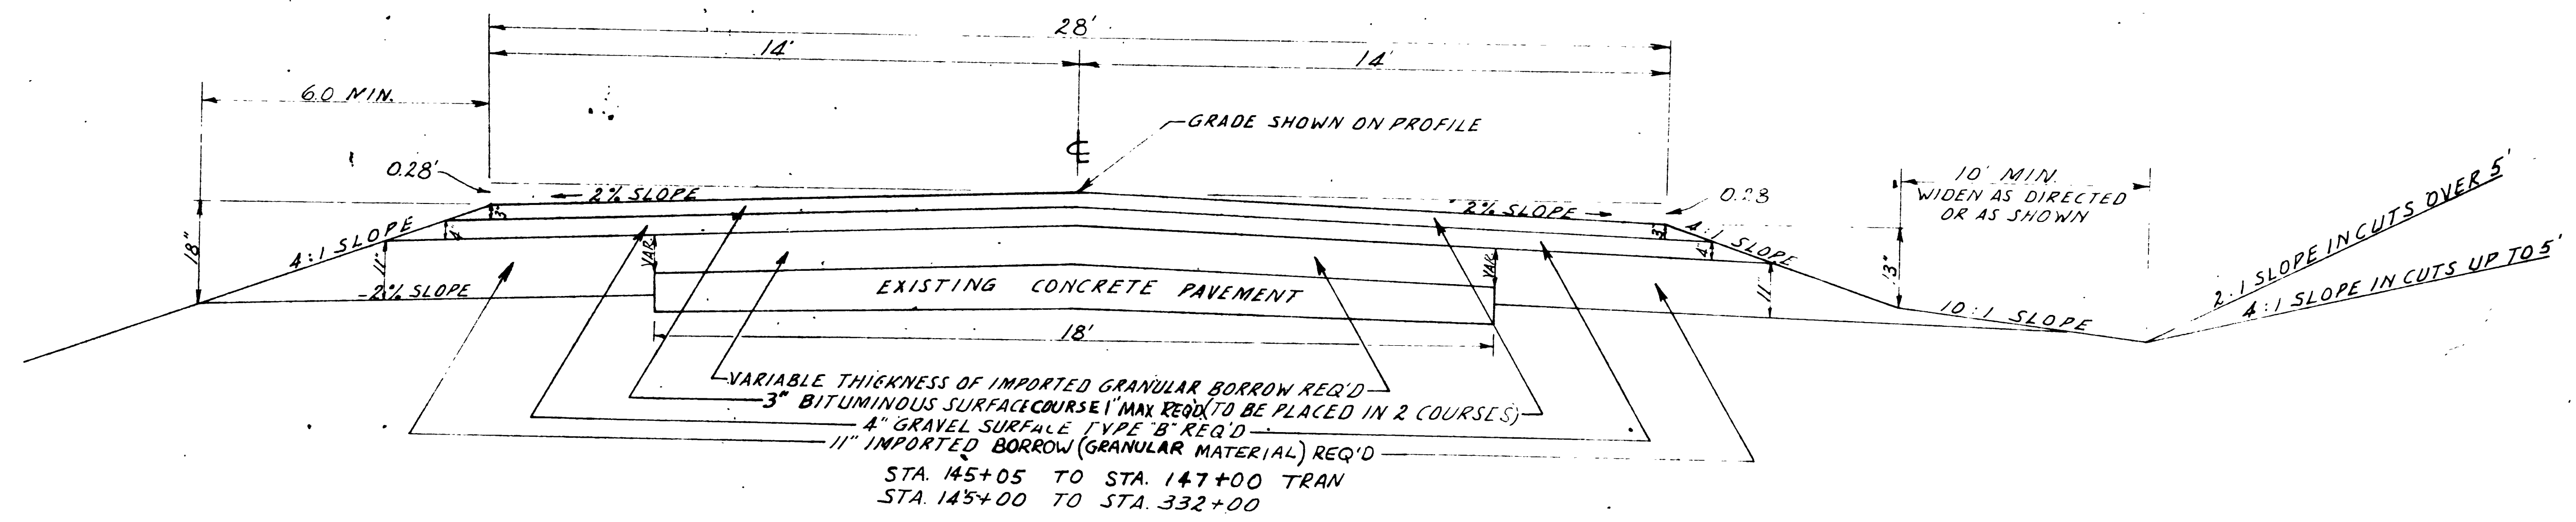 28'
14'
14'
6.0 MIN.
GRADE SHOWN ON PROFILE
℄
0.28'
2% SLOPE
2% SLOPE
0.28
10' MIN.
WIDEN AS DIRECTED
OR AS SHOWN
2:1 SLOPE IN CUTS OVER 5'
4:1 SLOPE IN CUTS UP TO 5'
18"
4:1 SLOPE
3"
4"
11"
VAR.
VAR.
3"
4"
11"
4:1 SLOPE
13"
-2% SLOPE
EXISTING CONCRETE PAVEMENT
10:1 SLOPE
18'
VARIABLE THICKNESS OF IMPORTED GRANULAR BORROW REQ'D
3" BITUMINOUS SURFACE COURSE 1" MAX REQ'D (TO BE PLACED IN 2 COURSES)
4" GRAVEL SURFACE TYPE "B" REQ'D
11" IMPORTED BORROW (GRANULAR MATERIAL) REQ'D
STA. 145+05 TO STA. 147+00 TRAN
STA. 145+00 TO STA. 332+00